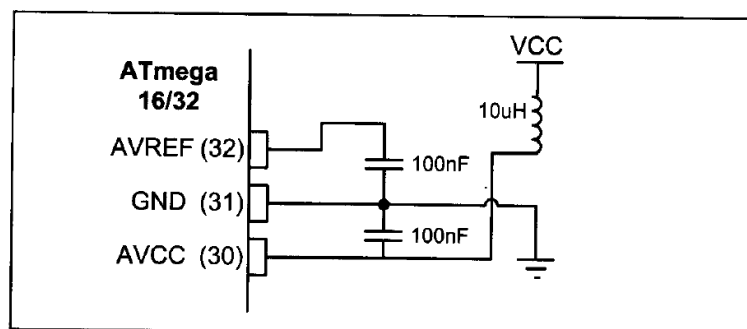 VCC
ATmega
16/32
10uH
AVREF (32)
100nF
GND (31)
100nF
AVCC (30)